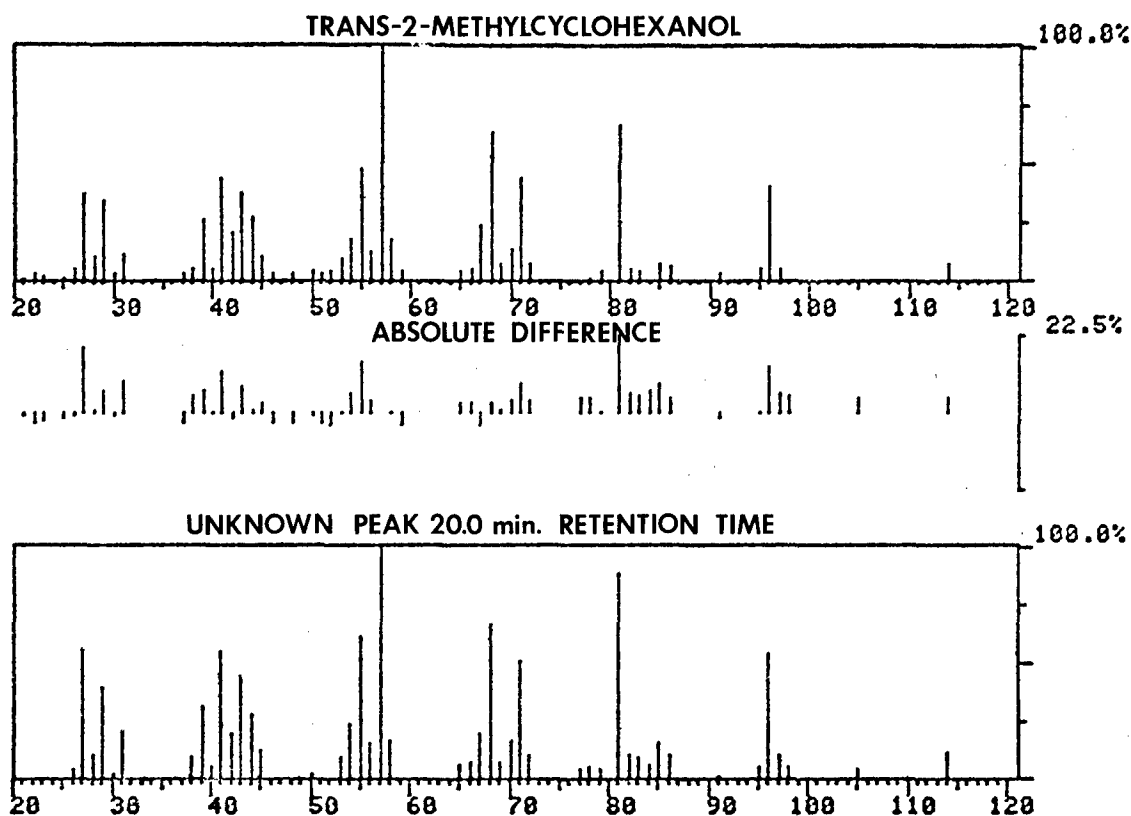 TRANS-2-METHYLCYCLOHEXANOL
100.0%
20 30 40 50 60 70 80 90 100 110 120
ABSOLUTE DIFFERENCE
22.5%
UNKNOWN PEAK 20.0 min. RETENTION TIME
100.0%
20 30 40 50 60 70 80 90 100 110 120